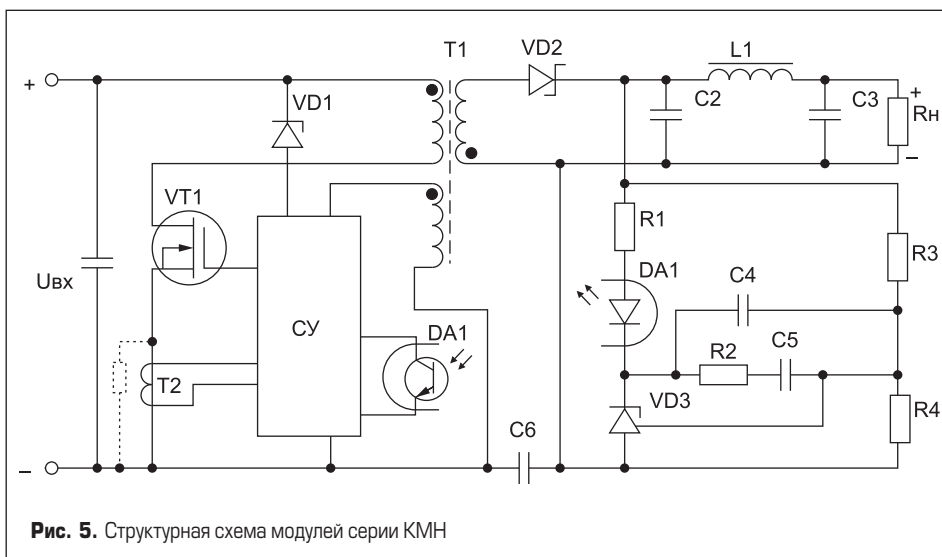 T1
VD2
L1
+
VD1
C2
C3
+
Rн
–
VT1
R1
R3
Uвх
DA1
C4
СУ
DA1
C5
R2
T2
VD3
R4
C6
–
Рис. 5. Структурная схема модулей серии КМН